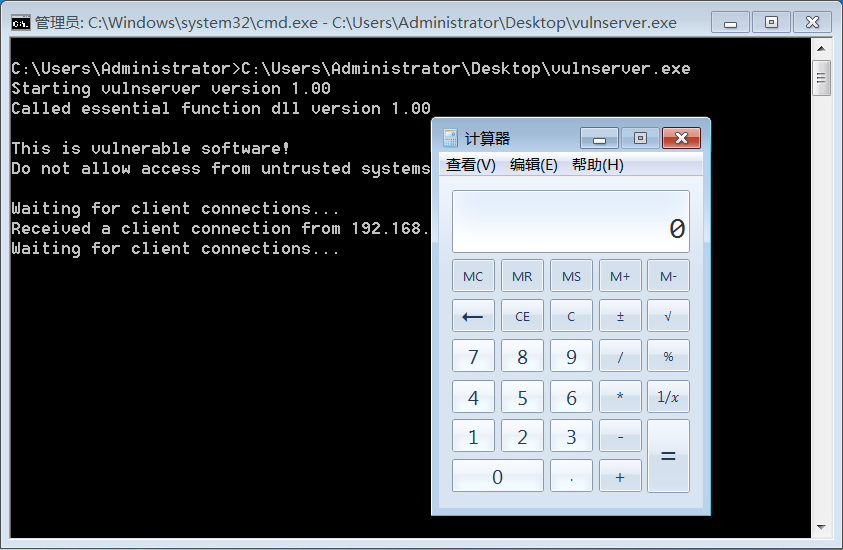 管理员: C:\Windows\system32\cmd.exe - C:\Users\Administrator\Desktop\vulnserver.exe
C:\Users\Administrator>C:\Users\Administrator\Desktop\vulnserver.exe
Starting vulnserver version 1.00
Called essential function dll version 1.00
This is vulnerable software!
Do not allow access from untrusted systems
Waiting for client connections...
Received a client connection from 192.168.
Waiting for client connections...
计算器
查看(V) 编辑(E) 帮助(H)
0
MC MR MS M+ M-
← CE C ± √
7 8 9 / %
4 5 6 * 1/x
1 2 3 - =
0 . +